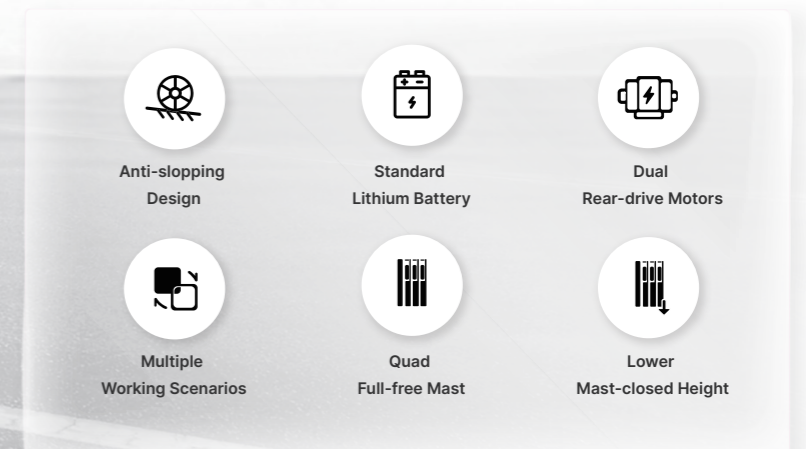 Anti-slopping
Design
Standard
Lithium Battery
Dual
Rear-drive Motors
Multiple
Working Scenarios
Quad
Full-free Mast
Lower
Mast-closed Height